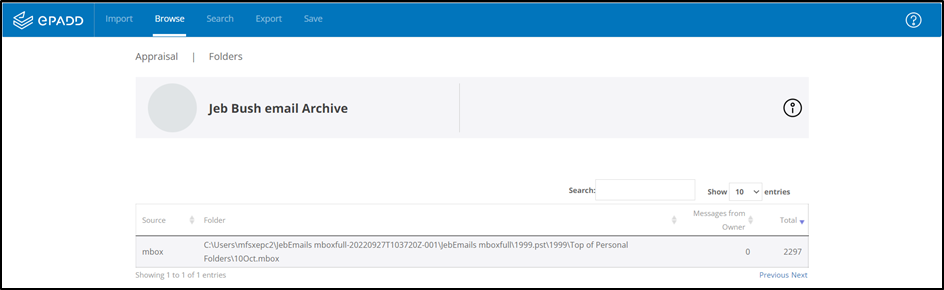 ePADD Import Browse Search Export Save
Appraisal | Folders
Jeb Bush email Archive
Search: Show 10 entries
Source Folder Messages from Owner Total
mbox C:\Users\mfsxepc2\JebEmails mboxfull-20220927T103720Z-001\JebEmails mboxfull\1999.pst\1999\Top of Personal
Folders\10Oct.mbox 0 2297
Showing 1 to 1 of 1 entries Previous Next